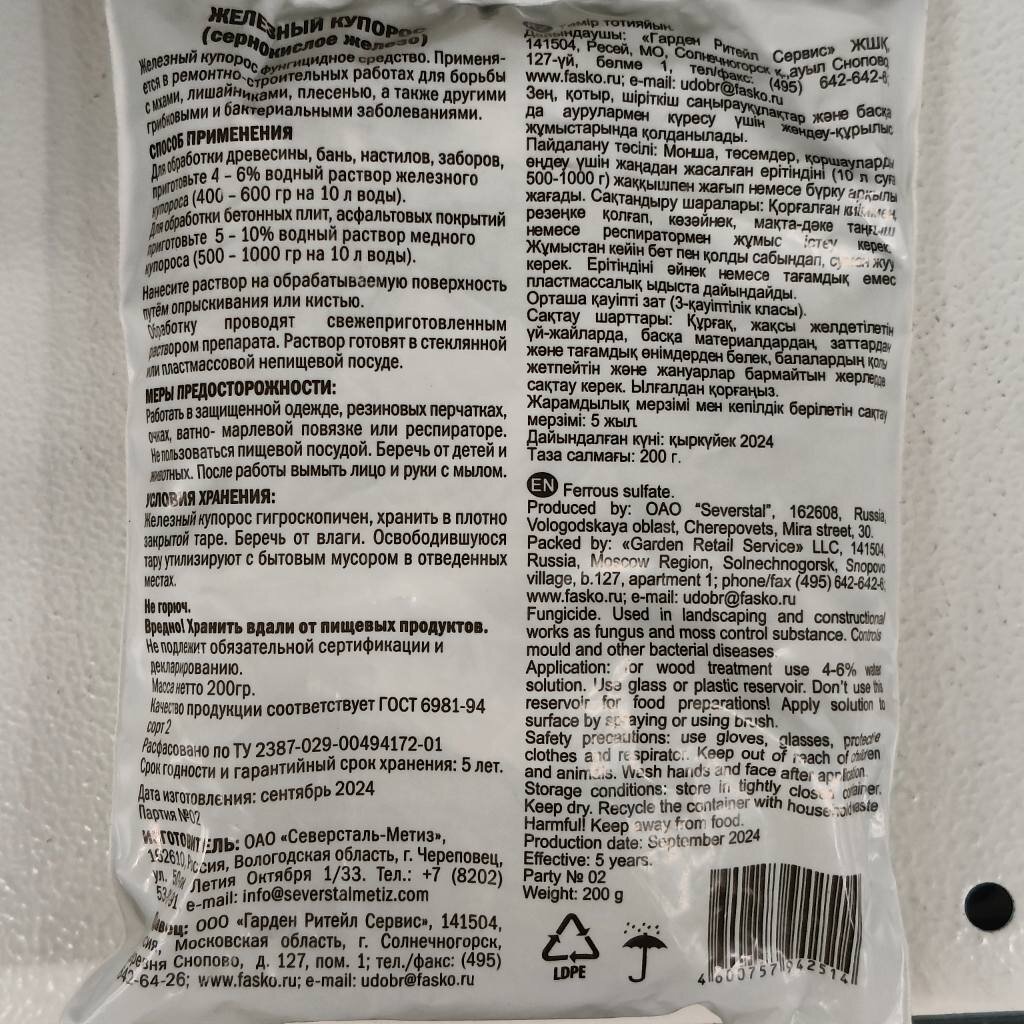 ЖЕЛЕЗНЫЙ КУПОРОС
(сернокислое железо)
Железный купорос фунгицидное средство. Применя-
ется в ремонтно-строительных работах для борьбы
с мхами, лишайниками, плесенью, а также другими
грибковыми и бактериальными заболеваниями.
СПОСОБ ПРИМЕНЕНИЯ
Для обработки древесины, бань, настилов, заборов,
приготовьте 4 – 6% водный раствор железного
купороса (400 – 600 гр на 10 л воды).
Для обработки бетонных плит, асфальтовых покрытий
приготовьте 5 – 10% водный раствор медного
купороса (500 – 1000 гр на 10 л воды).
Нанесите раствор на обрабатываемую поверхность
путём опрыскивания или кистью.
Обработку проводят свежеприготовленным
раствором препарата. Раствор готовят в стеклянной
или пластмассовой непищевой посуде.
МЕРЫ ПРЕДОСТОРОЖНОСТИ:
Работать в защищенной одежде, резиновых перчатках,
очках, ватно- марлевой повязке или респираторе.
Не пользоваться пищевой посудой. Беречь от детей и
животных. После работы вымыть лицо и руки с мылом.
УСЛОВИЯ ХРАНЕНИЯ:
Железный купорос гигроскопичен, хранить в плотно
закрытой таре. Беречь от влаги. Освободившуюся
тару утилизируют с бытовым мусором в отведенных
местах.
Не горюч.
Вредно! Хранить вдали от пищевых продуктов.
Не подлежит обязательной сертификации и
декларированию.
Масса нетто 200гр.
Качество продукции соответствует ГОСТ 6981-94
сорт 2
Расфасовано по ТУ 2387-029-00494172-01
Срок годности и гарантийный срок хранения: 5 лет.
Дата изготовления: сентябрь 2024
Партия №02
ИЗГОТОВИТЕЛЬ: ОАО «Северсталь-Метиз»,
162610, Россия, Вологодская область, г. Череповец,
ул. 50-и Летия Октября 1/33. Тел.: +7 (8202)
e-mail: info@severstalmetiz.com
ООО «Гарден Ритейл Сервис», 141504,
Московская область, г. Солнечногорск,
деревня Снопово, д. 127, пом. 1; тел./факс: (495)
642-64-26; www.fasko.ru; e-mail: udobr@fasko.ru
Темір тотияйын
Дайындаушы: «Гарден Ритейл Сервис» ЖШҚ,
141504, Ресей, МО, Солнечногорск қ.,ауыл Снопово,
127-үй, бөлме 1, тел/факс: (495) 642-642-6;
www.fasko.ru; e-mail: udobr@fasko.ru
Зең, қотыр, шіріткіш саңырауқұлақтар және басқа
да аурулармен күресу үшін жөндеу-құрылыс
жұмыстарында қолданылады.
Пайдалану тәсілі: Монша, төсемдер, қоршауларды
өңдеу үшін жаңадан жасалған ерітіндіні (10 л суға
500-1000 г) жаққышпен жағып немесе бүрку арқылы
жағады. Сақтандыру шаралары: Қорғалған киіммен,
резеңке қолғап, көзәйнек, мақта-дәке таңғыш
немесе респиратормен жұмыс істеу керек.
Жұмыстан кейін бет пен қолды сабындап, сумен жуу
керек. Ерітіндіні әйнек немесе тағамдық емес
пластмассалық ыдыста дайындайды.
Орташа қауіпті зат (3-қауіптілік класы).
Сақтау шарттары: Құрғақ, жақсы желдетілетін
үй-жайларда, басқа материалдардан, заттардан
және тағамдық өнімдерден бөлек, балалардың қолы
жетпейтін және жануарлар бармайтын жерлерде
сақтау керек. Ылғалдан қорғаңыз.
Жарамдылық мерзімі мен кепілдік берілетін сақтау
мерзімі: 5 жыл
Дайындалған күні: қыркүйек 2024
Таза салмағы: 200 г.
EN Ferrous sulfate.
Produced by: OAO “Severstal”, 162608, Russia,
Vologodskaya oblast, Cherepovets, Mira street, 30.
Packed by: «Garden Retail Service» LLC, 141504,
Russia, Moscow Region, Solnechnogorsk, Snopovo
village, b.127, apartment 1; phone/fax (495) 642-642-6;
www.fasko.ru; e-mail: udobr@fasko.ru
Fungicide. Used in landscaping and constructional
works as fungus and moss control substance. Controls
mould and other bacterial diseases.
Application: for wood treatment use 4-6% water
solution. Use glass or plastic reservoir. Don’t use this
reservoir for food preparations! Apply solution to
surface by spraying or using brush.
Safety precautions: use gloves, glasses, protective
clothes and respirator. Keep out of reach of children
and animals. Wash hands and face after application.
Storage conditions: store in tightly closed container.
Keep dry. Recycle the container with household waste
Harmful! Keep away from food.
Production date: September 2024
Effective: 5 years.
Party № 02
Weight: 200 g
LDPE
4 600757 942514